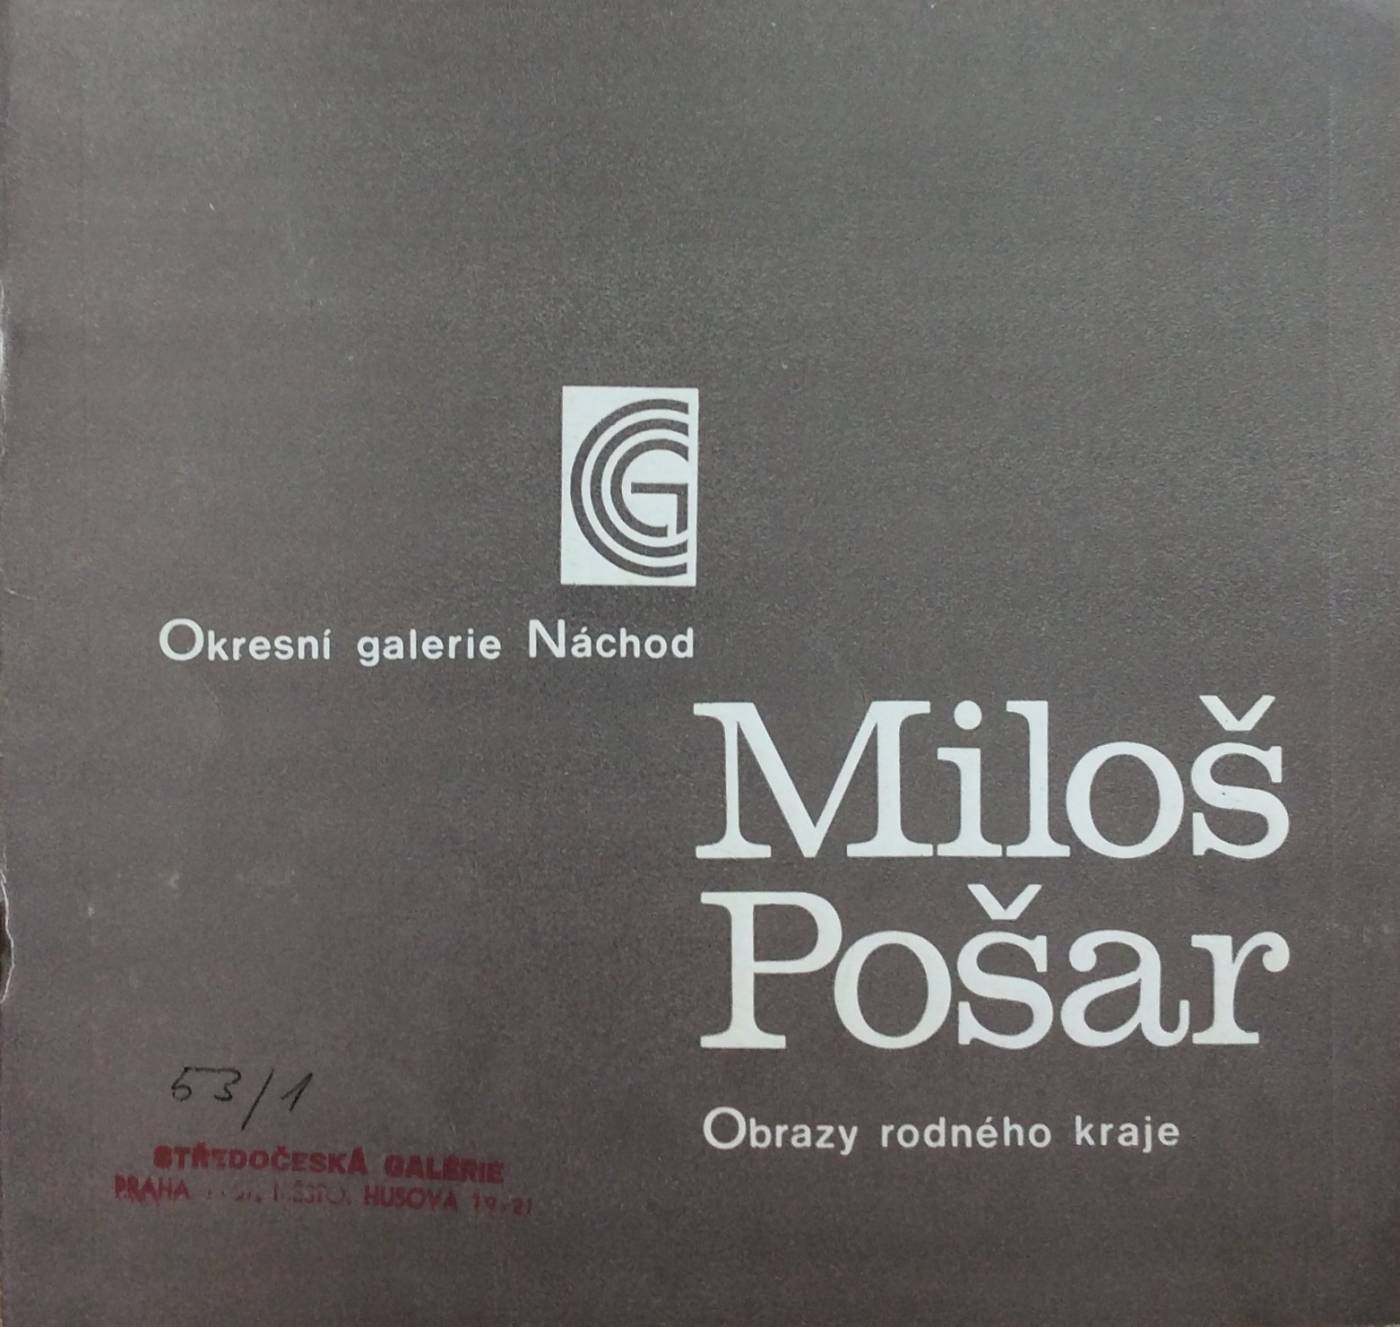 Okresní galerie Náchod
Miloš
Pošar
Obrazy rodného kraje
53/1
STŘEDOČESKÁ GALERIE
PRAHA HUSOVA 19-21